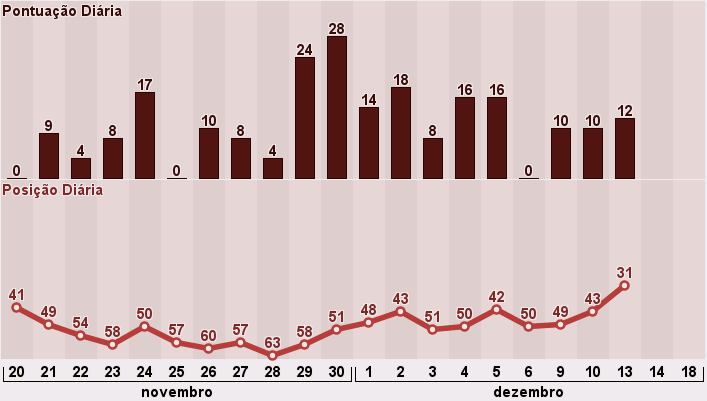 Pontuação Diária
0 9 4 8 17 0 10 8 4 24 28 14 18 8 16 16 0 10 10 12
Posição Diária
41 49 54 58 50 57 60 57 63 58 51 48 43 51 50 42 50 49 43 31
20 21 22 23 24 25 26 27 28 29 30 1 2 3 4 5 6 9 10 13 14 18
novembro dezembro